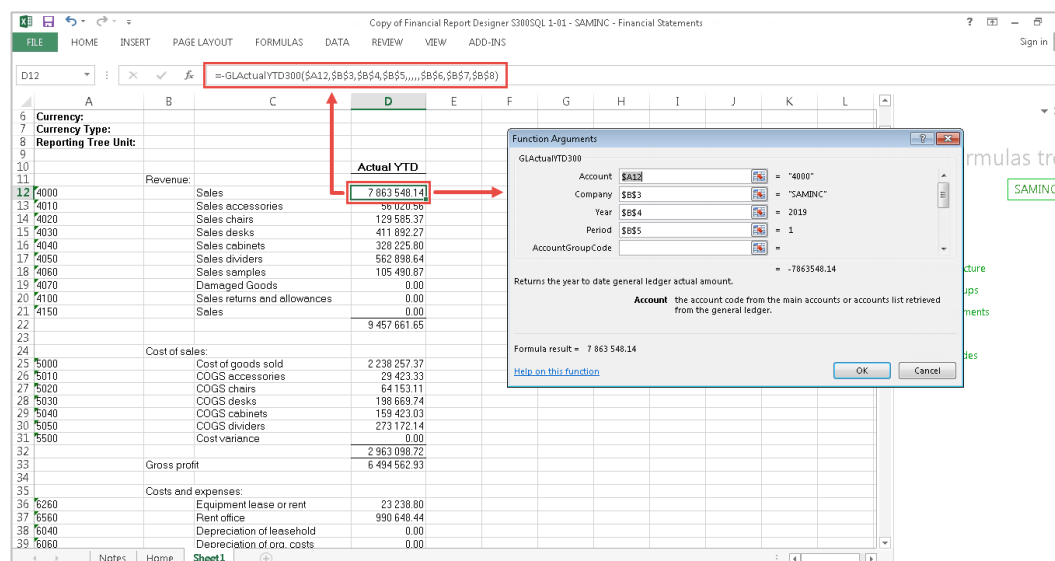 Copy of Financial Report Designer S300SQL 1-01 - SAMINC - Financial Statements
FILE HOME INSERT PAGE LAYOUT FORMULAS DATA REVIEW VIEW ADD-INS Sign in
D12 fx =-GLActualYTD300($A12,$B$3,$B$4,$B$5,,,,,$B$6,$B$7,$B$8)
A B C D E F G H I J K L
6 Currency:
7 Currency Type:
8 Reporting Tree Unit:
9
10 Actual YTD
11 Revenue:
12 4000 Sales 7 863 548.14
13 4010 Sales accessories 56 020.56
14 4020 Sales chairs 129 585.37
15 4030 Sales desks 411 892.27
16 4040 Sales cabinets 328 225.80
17 4050 Sales dividers 562 898.64
18 4060 Sales samples 105 490.87
19 4070 Damaged Goods 0.00
20 4100 Sales returns and allowances 0.00
21 4150 Sales 0.00
22 9 457 661.65
23
24 Cost of sales:
25 5000 Cost of goods sold 2 238 257.37
26 5010 COGS accessories 29 423.33
27 5020 COGS chairs 64 153.11
28 5030 COGS desks 198 669.74
29 5040 COGS cabinets 159 423.03
30 5050 COGS dividers 273 172.14
31 5500 Cost variance 0.00
32 2 963 098.72
33 Gross profit 6 494 562.93
34
35 Costs and expenses:
36 6260 Equipment lease or rent 23 238.80
37 6560 Rent office 990 648.44
38 6040 Depreciation of leasehold 0.00
39 6060 Depreciation of org. costs 0.00
Notes Home Sheet1
Function Arguments
GLActualYTD300
Account $A12 = "4000"
Company $B$3 = "SAMINC"
Year $B$4 = 2019
Period $B$5 = 1
AccountGroupCode =
= -7863548.14
Returns the year to date general ledger actual amount.
Account the account code from the main accounts or accounts list retrieved
from the general ledger.
Formula result = 7 863 548.14
Help on this function OK Cancel
rmulas tre
SAMINC
cture
ups
ments
des